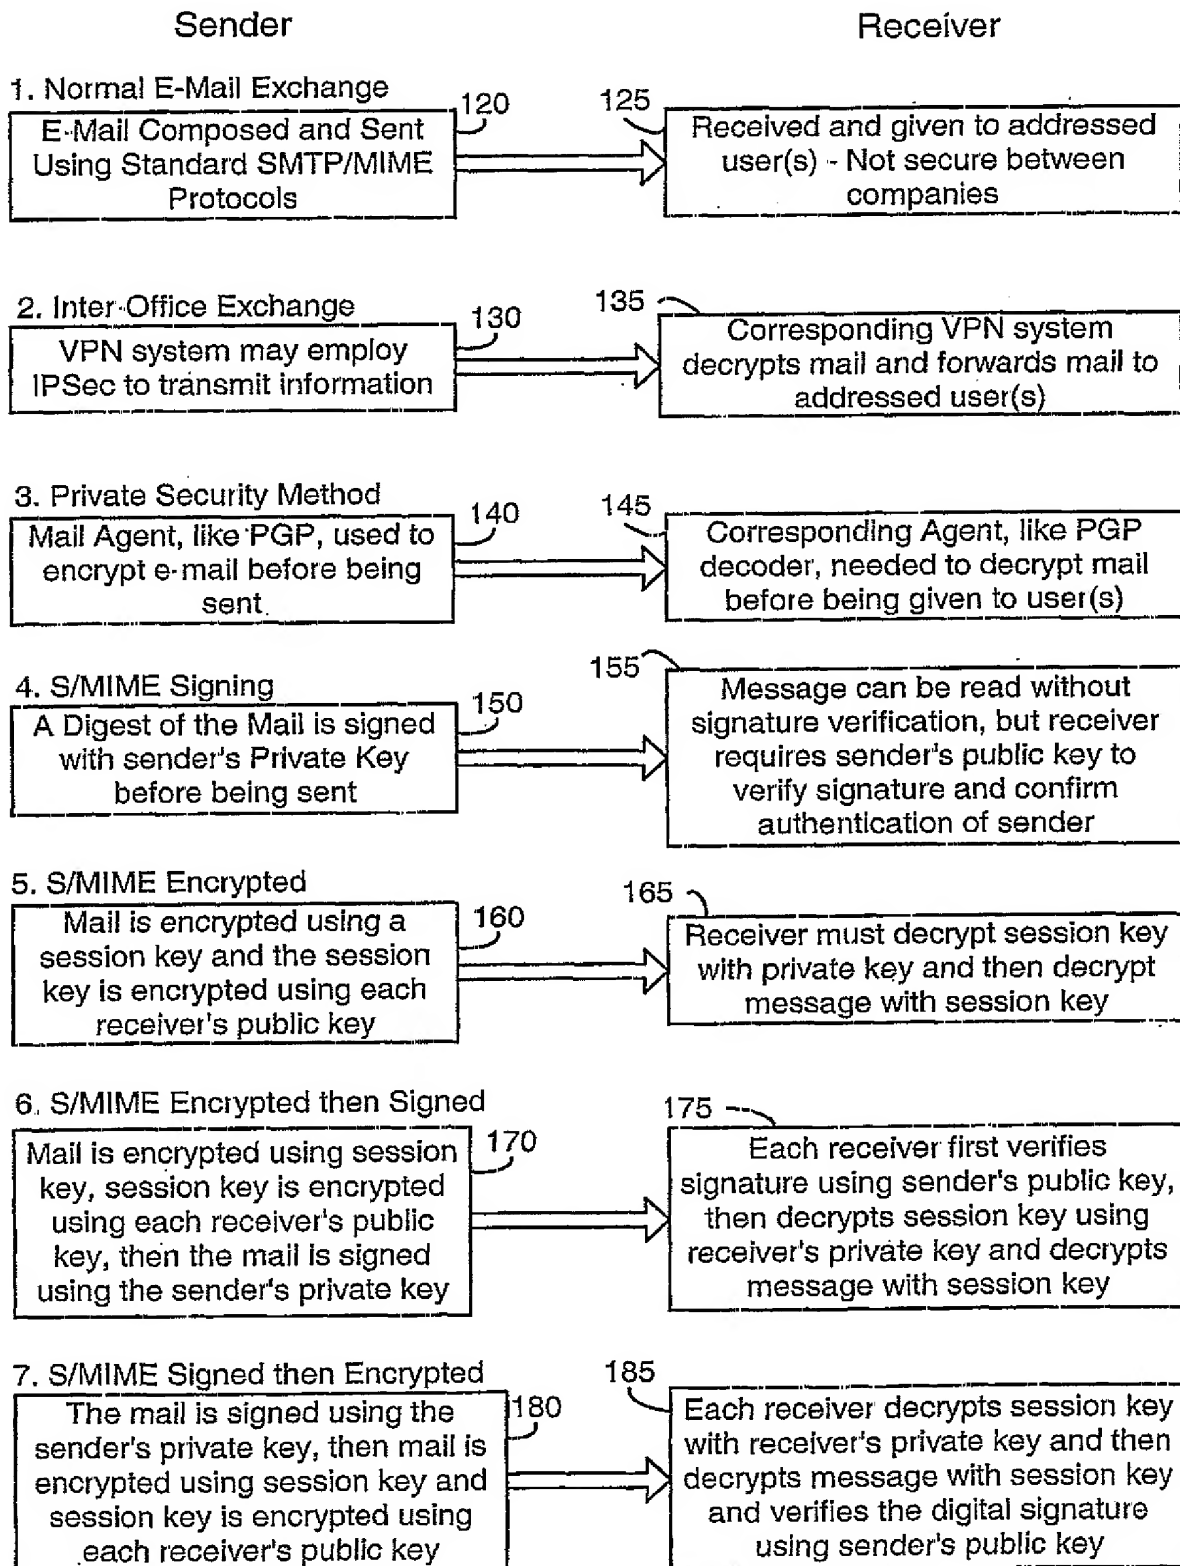 Sender
Receiver
1. Normal E-Mail Exchange
120
125
E-Mail Composed and Sent
Using Standard SMTP/MIME
Protocols
Received and given to addressed
user(s) - Not secure between
companies
2. Inter-Office Exchange
130
135
VPN system may employ
IPSec to transmit information
Corresponding VPN system
decrypts mail and forwards mail to
addressed user(s)
3. Private Security Method
140
145
Mail Agent, like PGP, used to
encrypt e-mail before being
sent.
Corresponding Agent, like PGP
decoder, needed to decrypt mail
before being given to user(s)
4. S/MIME Signing
150
155
A Digest of the Mail is signed
with sender's Private Key
before being sent
Message can be read without
signature verification, but receiver
requires sender's public key to
verify signature and confirm
authentication of sender
5. S/MIME Encrypted
160
165
Mail is encrypted using a
session key and the session
key is encrypted using each
receiver's public key
Receiver must decrypt session key
with private key and then decrypt
message with session key
6. S/MIME Encrypted then Signed
170
175
Mail is encrypted using session
key, session key is encrypted
using each receiver's public
key, then the mail is signed
using the sender's private key
Each receiver first verifies
signature using sender's public key,
then decrypts session key using
receiver's private key and decrypts
message with session key
7. S/MIME Signed then Encrypted
180
185
The mail is signed using the
sender's private key, then mail is
encrypted using session key and
session key is encrypted using
each receiver's public key
Each receiver decrypts session key
with receiver's private key and then
decrypts message with session key
and verifies the digital signature
using sender's public key